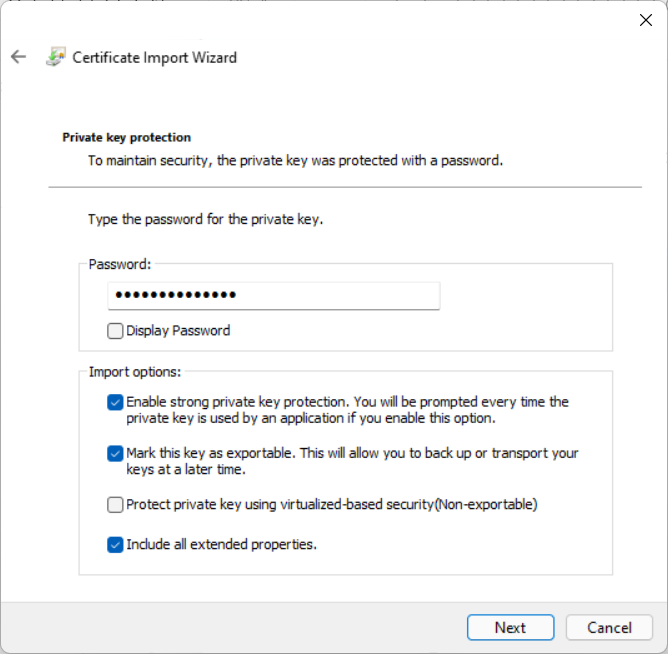 Certificate Import Wizard
Private key protection
To maintain security, the private key was protected with a password.
Type the password for the private key.
Password:
●●●●●●●●●●●●●●
Display Password
Import options:
Enable strong private key protection. You will be prompted every time the
private key is used by an application if you enable this option.
Mark this key as exportable. This will allow you to back up or transport your
keys at a later time.
Protect private key using virtualized-based security(Non-exportable)
Include all extended properties.
Next
Cancel